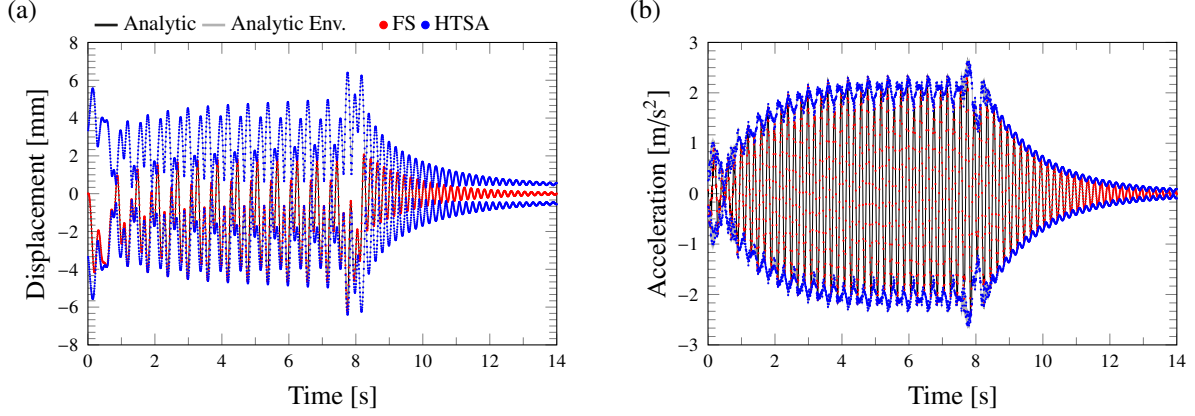 (a)
Analytic Analytic Env. FS HTSA
8
6
4
2
0
−2
−4
−6
−8
0 2 4 6 8 10 12 14
Displacement [mm]
Time [s]
(b)
3
2
1
0
−1
−2
−3
0 2 4 6 8 10 12 14
Acceleration [m/s²]
Time [s]